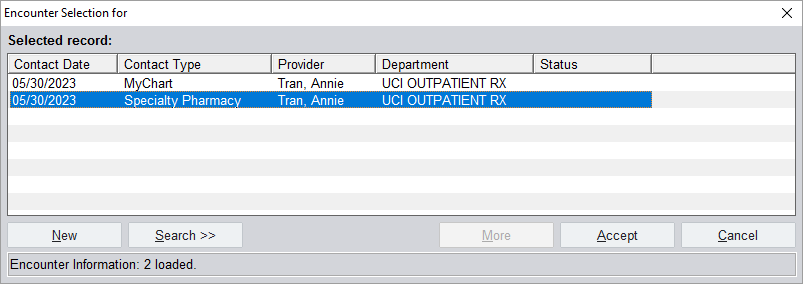 Encounter Selection for
Selected record:
Contact Date Contact Type Provider Department Status
05/30/2023 MyChart Tran, Annie UCI OUTPATIENT RX
05/30/2023 Specialty Pharmacy Tran, Annie UCI OUTPATIENT RX
New Search >> More Accept Cancel
Encounter Information: 2 loaded.